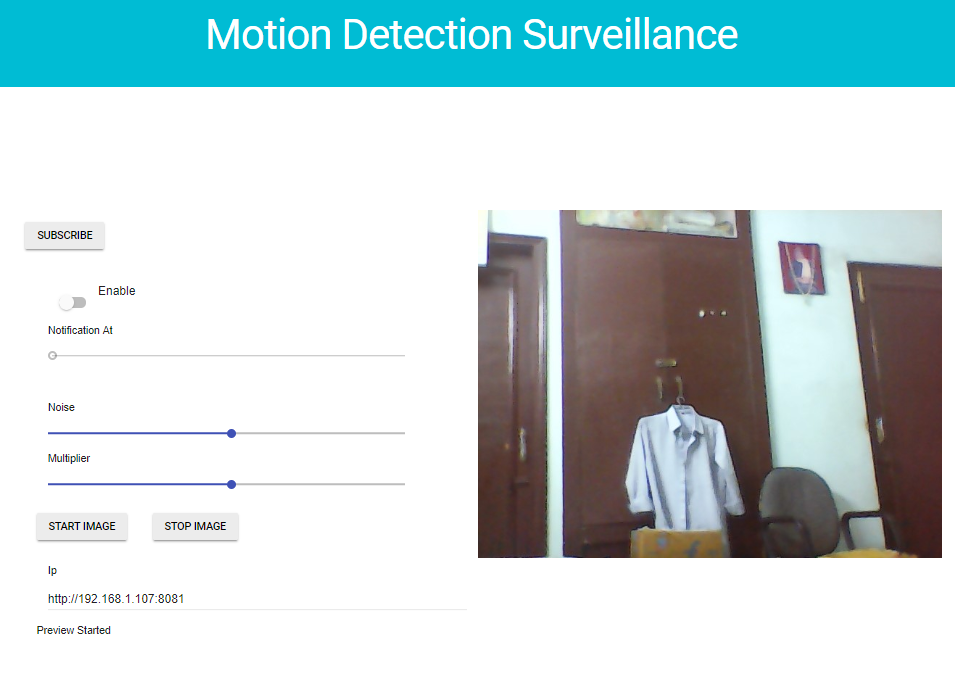 Motion Detection Surveillance
SUBSCRIBE
Enable
Notification At
Noise
Multiplier
START IMAGE
STOP IMAGE
Ip
http://192.168.1.107:8081
Preview Started